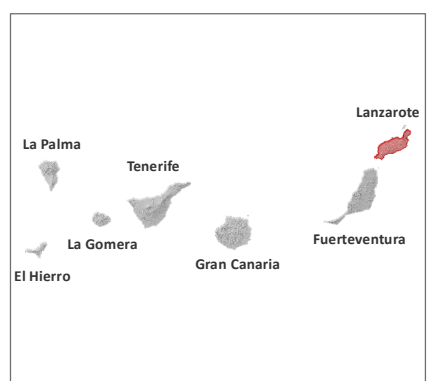 Lanzarote
La Palma
Tenerife
Fuerteventura
La Gomera
Gran Canaria
El Hierro